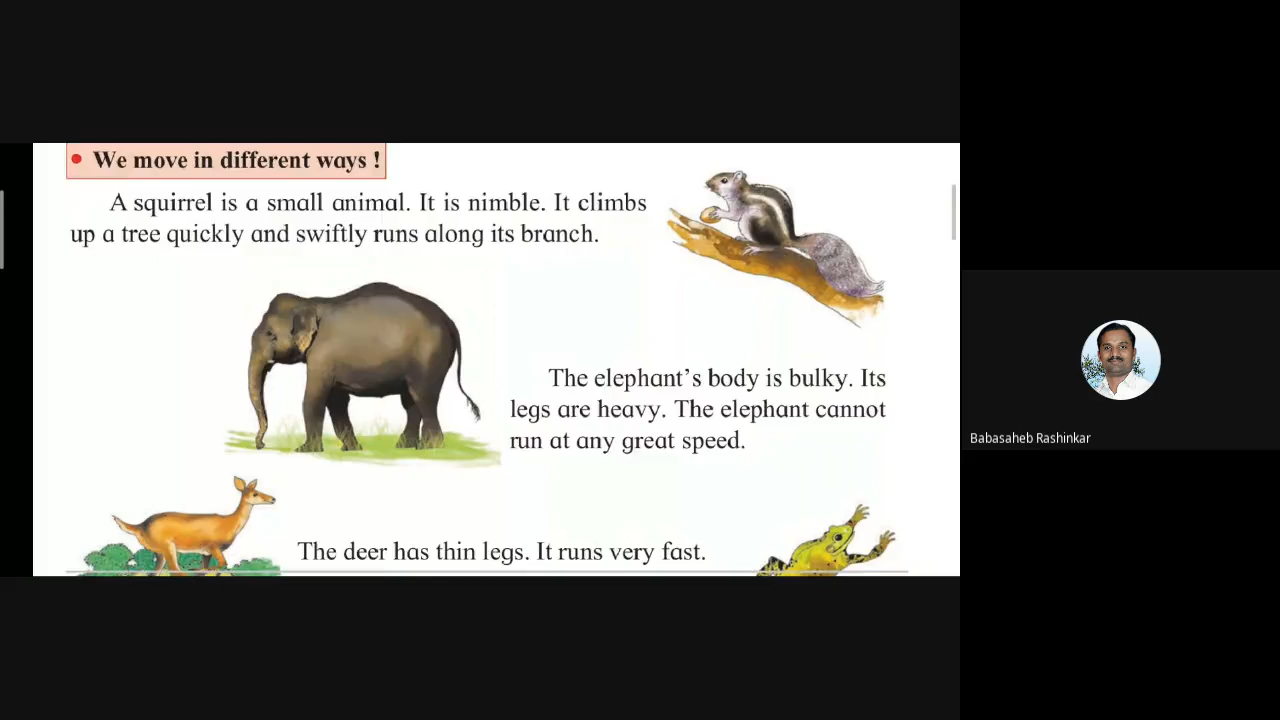 We move in different ways !
A squirrel is a small animal. It is nimble. It climbs
up a tree quickly and swiftly runs along its branch.
The elephant’s body is bulky. Its
legs are heavy. The elephant cannot
run at any great speed.
The deer has thin legs. It runs very fast.
Babasaheb Rashinkar